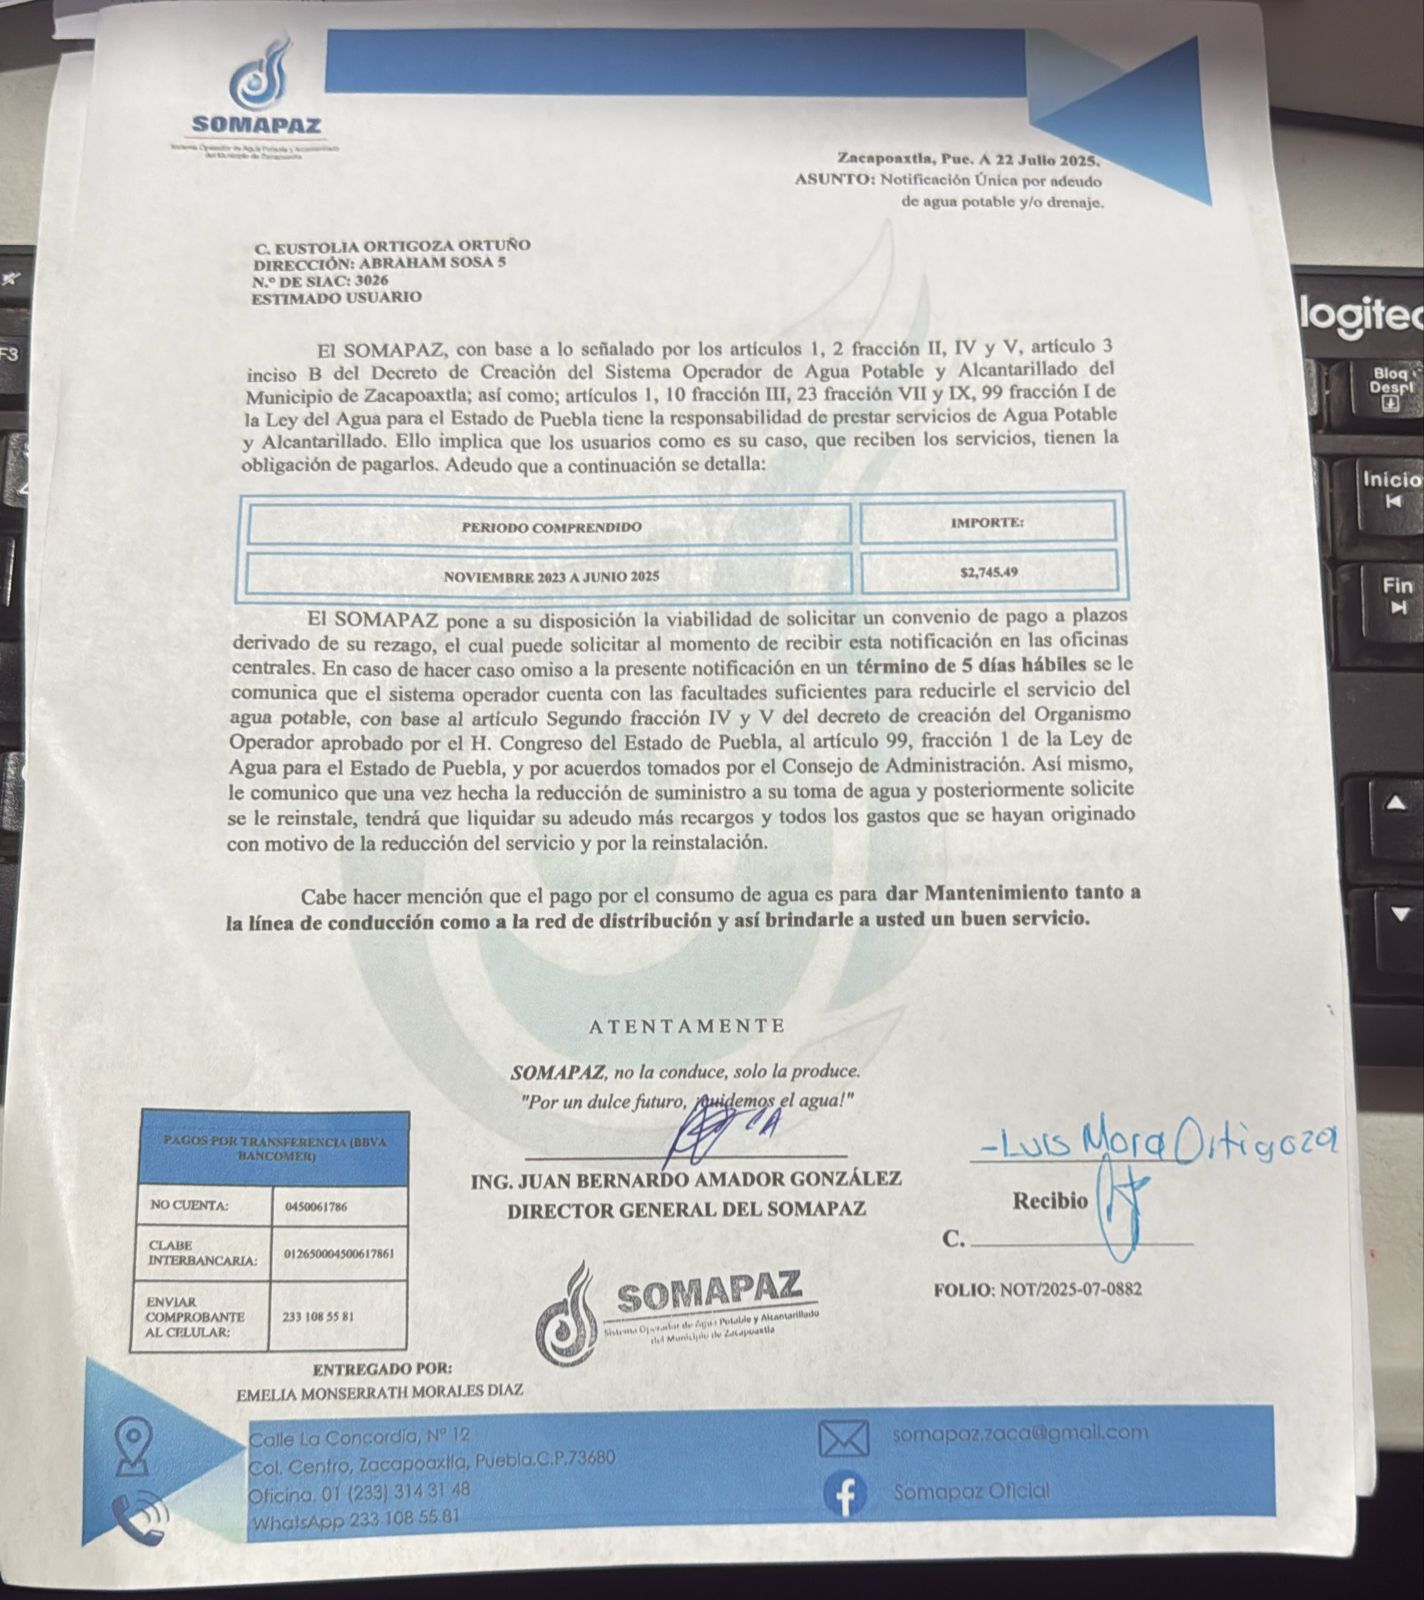 SOMAPAZ
Sistema Operador de Agua Potable y Alcantarillado
del Municipio de Zacapoaxtla
Zacapoaxtla, Pue. A 22 Julio 2025.
ASUNTO: Notificación Única por adeudo
de agua potable y/o drenaje.
C. EUSTOLIA ORTIGOZA ORTUÑO
DIRECCIÓN: ABRAHAM SOSA 5
N.º DE SIAC: 3026
ESTIMADO USUARIO
El SOMAPAZ, con base a lo señalado por los artículos 1, 2 fracción II, IV y V, artículo 3
inciso B del Decreto de Creación del Sistema Operador de Agua Potable y Alcantarillado del
Municipio de Zacapoaxtla; así como; artículos 1, 10 fracción III, 23 fracción VII y IX, 99 fracción I de
la Ley del Agua para el Estado de Puebla tiene la responsabilidad de prestar servicios de Agua Potable
y Alcantarillado. Ello implica que los usuarios como es su caso, que reciben los servicios, tienen la
obligación de pagarlos. Adeudo que a continuación se detalla:
PERIODO COMPRENDIDO
IMPORTE:
NOVIEMBRE 2023 A JUNIO 2025
$2,745.49
El SOMAPAZ pone a su disposición la viabilidad de solicitar un convenio de pago a plazos
derivado de su rezago, el cual puede solicitar al momento de recibir esta notificación en las oficinas
centrales. En caso de hacer caso omiso a la presente notificación en un término de 5 días hábiles se le
comunica que el sistema operador cuenta con las facultades suficientes para reducirle el servicio del
agua potable, con base al artículo Segundo fracción IV y V del decreto de creación del Organismo
Operador aprobado por el H. Congreso del Estado de Puebla, al artículo 99, fracción 1 de la Ley de
Agua para el Estado de Puebla, y por acuerdos tomados por el Consejo de Administración. Así mismo,
le comunico que una vez hecha la reducción de suministro a su toma de agua y posteriormente solicite
se le reinstale, tendrá que liquidar su adeudo más recargos y todos los gastos que se hayan originado
con motivo de la reducción del servicio y por la reinstalación.
Cabe hacer mención que el pago por el consumo de agua es para dar Mantenimiento tanto a
la línea de conducción como a la red de distribución y así brindarle a usted un buen servicio.
ATENTAMENTE
SOMAPAZ, no la conduce, solo la produce.
"Por un dulce futuro, ¡cuidemos el agua!"
ING. JUAN BERNARDO AMADOR GONZÁLEZ
DIRECTOR GENERAL DEL SOMAPAZ
-Luis Mora Ortigoza
Recibio
C.
FOLIO: NOT/2025-07-0882
PAGOS POR TRANSFERENCIA (BBVA
BANCOMER)
NO CUENTA:
0450061786
CLABE
INTERBANCARIA:
012650004500617861
ENVIAR
COMPROBANTE
AL CELULAR:
233 108 55 81
SOMAPAZ
Sistema Operador de Agua Potable y Alcantarillado
del Municipio de Zacapoaxtla
ENTREGADO POR:
EMELIA MONSERRATH MORALES DIAZ
Calle La Concordia, Nº 12
Col. Centro, Zacapoaxtla, Puebla.C.P.73680
Oficina. 01 (233) 314 31 48
WhatsApp 233 108 55 81
somapaz.zaca@gmail.com
Somapaz Oficial
F3
logitec
Bloq
Despl
Inicio
Fin